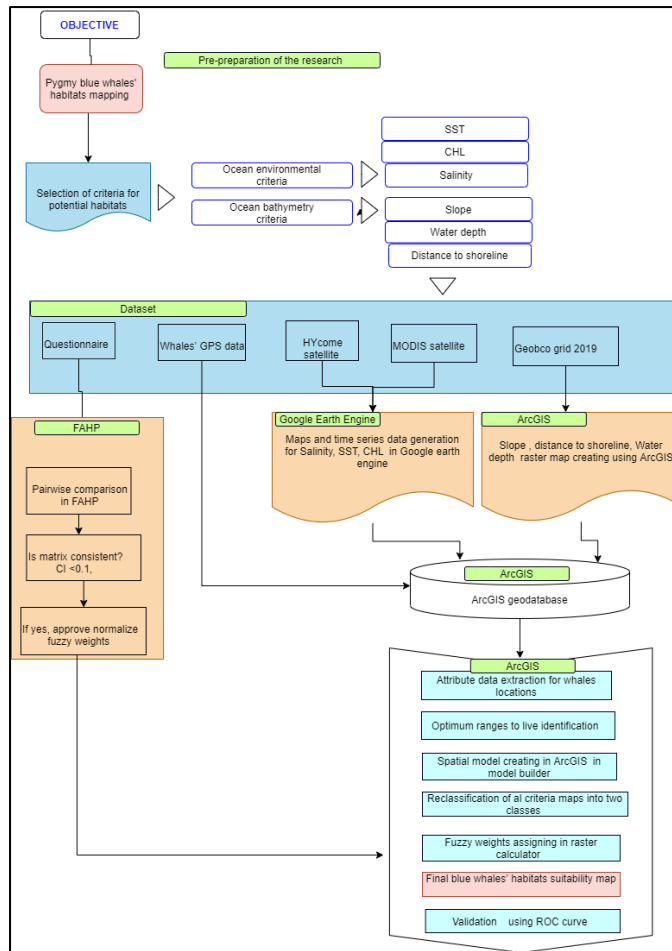 OBJECTIVE
Pre-preparation of the research
Pygmy blue whales'
habitats mapping
SST
CHL
Salinity
Selection of criteria for
potential habitats
Ocean environmental
criteria
Ocean bathymetry
criteria
Slope
Water depth
Distance to shoreline
Dataset
Questionnaire
Whales' GPS data
HYcome
satellite
MODIS satellite
Geobco grid 2019
FAHP
Pairwise comparison
in FAHP
Is matrix consistent?
CI <0.1,
If yes, approve normalize
fuzzy weights
Google Earth Engine
Maps and time series data generation
for Salinity, SST, CHL in Google earth
engine
ArcGIS
Slope , distance to shoreline, Water
depth raster map creating using ArcGIS
ArcGIS
ArcGIS geodatabase
ArcGIS
Attribute data extraction for whales
locations
Optimum ranges to live identification
Spatial model creating in ArcGIS in
model builder
Reclassification of al criteria maps into two
classes
Fuzzy weights assigning in raster
calculator
Final blue whales' habitats suitability map
Validation using ROC curve